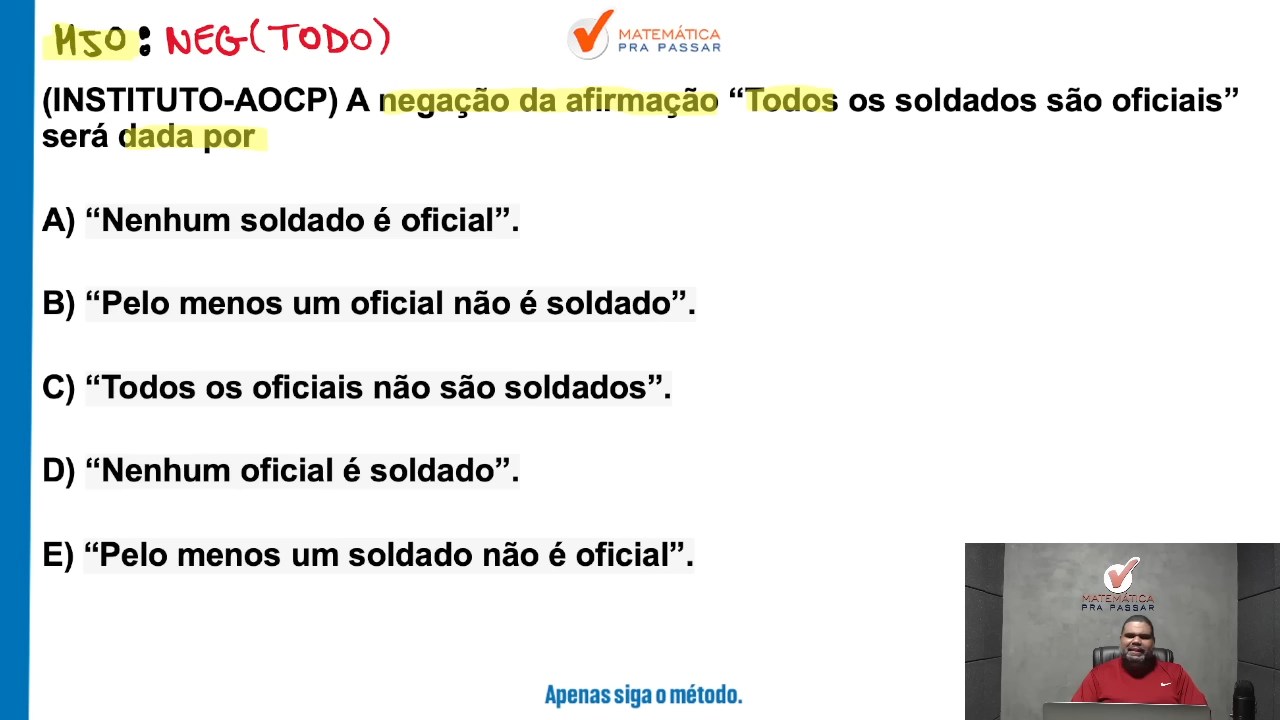 MJO: NEG(TODO)
MATEMÁTICA
PRA PASSAR
(INSTITUTO-AOCP) A negação da afirmação “Todos os soldados são oficiais”
será dada por
A) “Nenhum soldado é oficial”.
B) “Pelo menos um oficial não é soldado”.
C) “Todos os oficiais não são soldados”.
D) “Nenhum oficial é soldado”.
E) “Pelo menos um soldado não é oficial”.
MATEMÁTICA
PRA PASSAR
Apenas siga o método.